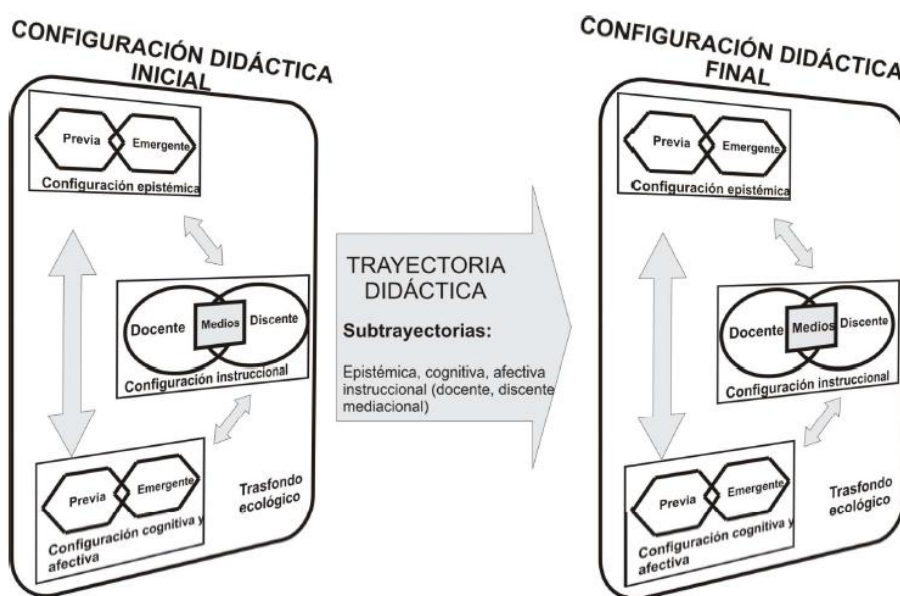 CONFIGURACIÓN DIDÁCTICA
INICIAL
Previa
Emergente
Configuración epistémica
Docente
Medios
Discente
Configuración instruccional
Previa
Emergente
Configuración cognitiva y
afectiva
Trasfondo
ecológico
TRAYECTORIA
DIDÁCTICA
Subtrayectorias:
Epistémica, cognitiva, afectiva
instruccional (docente, discente
mediacional)
CONFIGURACIÓN DIDÁCTICA
FINAL
Previa
Emergente
Configuración epistémica
Docente
Medios
Discente
Configuración instruccional
Previa
Emergente
Configuración cognitiva y
afectiva
Trasfondo
ecológico